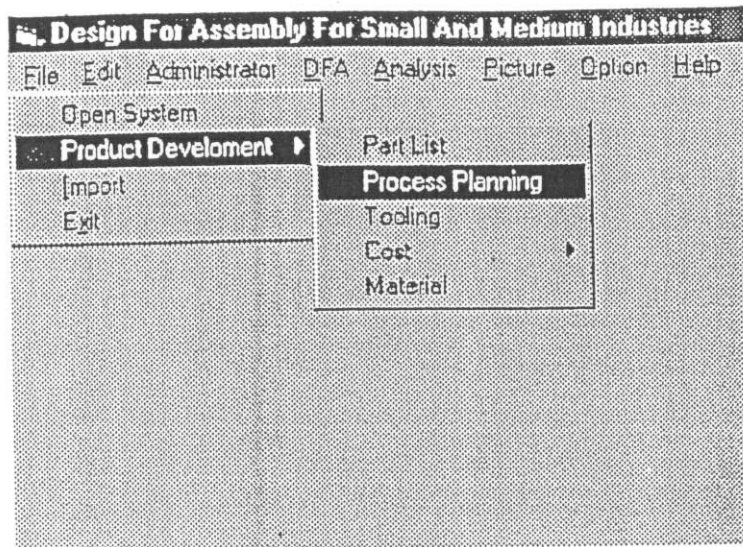 Design For Assembly For Small And Medium Industries
File Edit Administrator DFA Analysis Picture Option Help
Open System
Product Develoment
Import
Exit
Part List
Process Planning
Tooling
Cost
Material